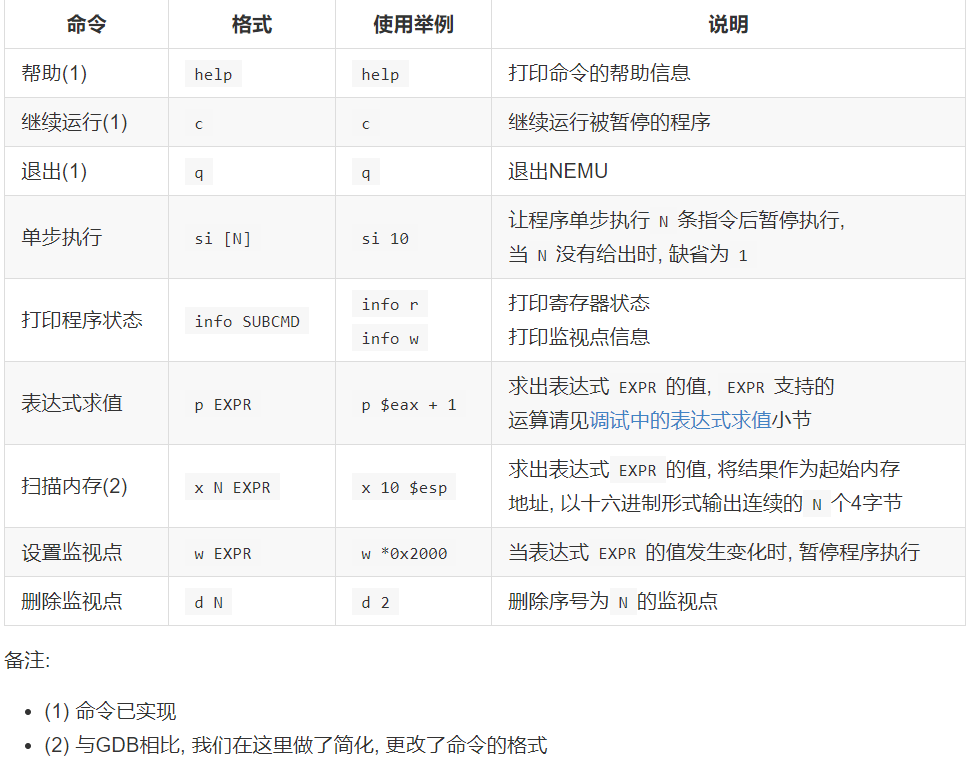 命令 格式 使用举例 说明
帮助(1) help help 打印命令的帮助信息
继续运行(1) c c 继续运行被暂停的程序
退出(1) q q 退出NEMU
单步执行 si [N] si 10 让程序单步执行 N 条指令后暂停执行,
当 N 没有给出时, 缺省为 1
打印程序状态 info SUBCMD info r 打印寄存器状态
info w 打印监视点信息
表达式求值 p EXPR p $eax + 1 求出表达式 EXPR 的值, EXPR 支持的
运算请见调试中的表达式求值小节
扫描内存(2) x N EXPR x 10 $esp 求出表达式 EXPR 的值, 将结果作为起始内存
地址, 以十六进制形式输出连续的 N 个4字节
设置监视点 w EXPR w *0x2000 当表达式 EXPR 的值发生变化时, 暂停程序执行
删除监视点 d N d 2 删除序号为 N 的监视点
备注:
• (1) 命令已实现
• (2) 与GDB相比, 我们在这里做了简化, 更改了命令的格式